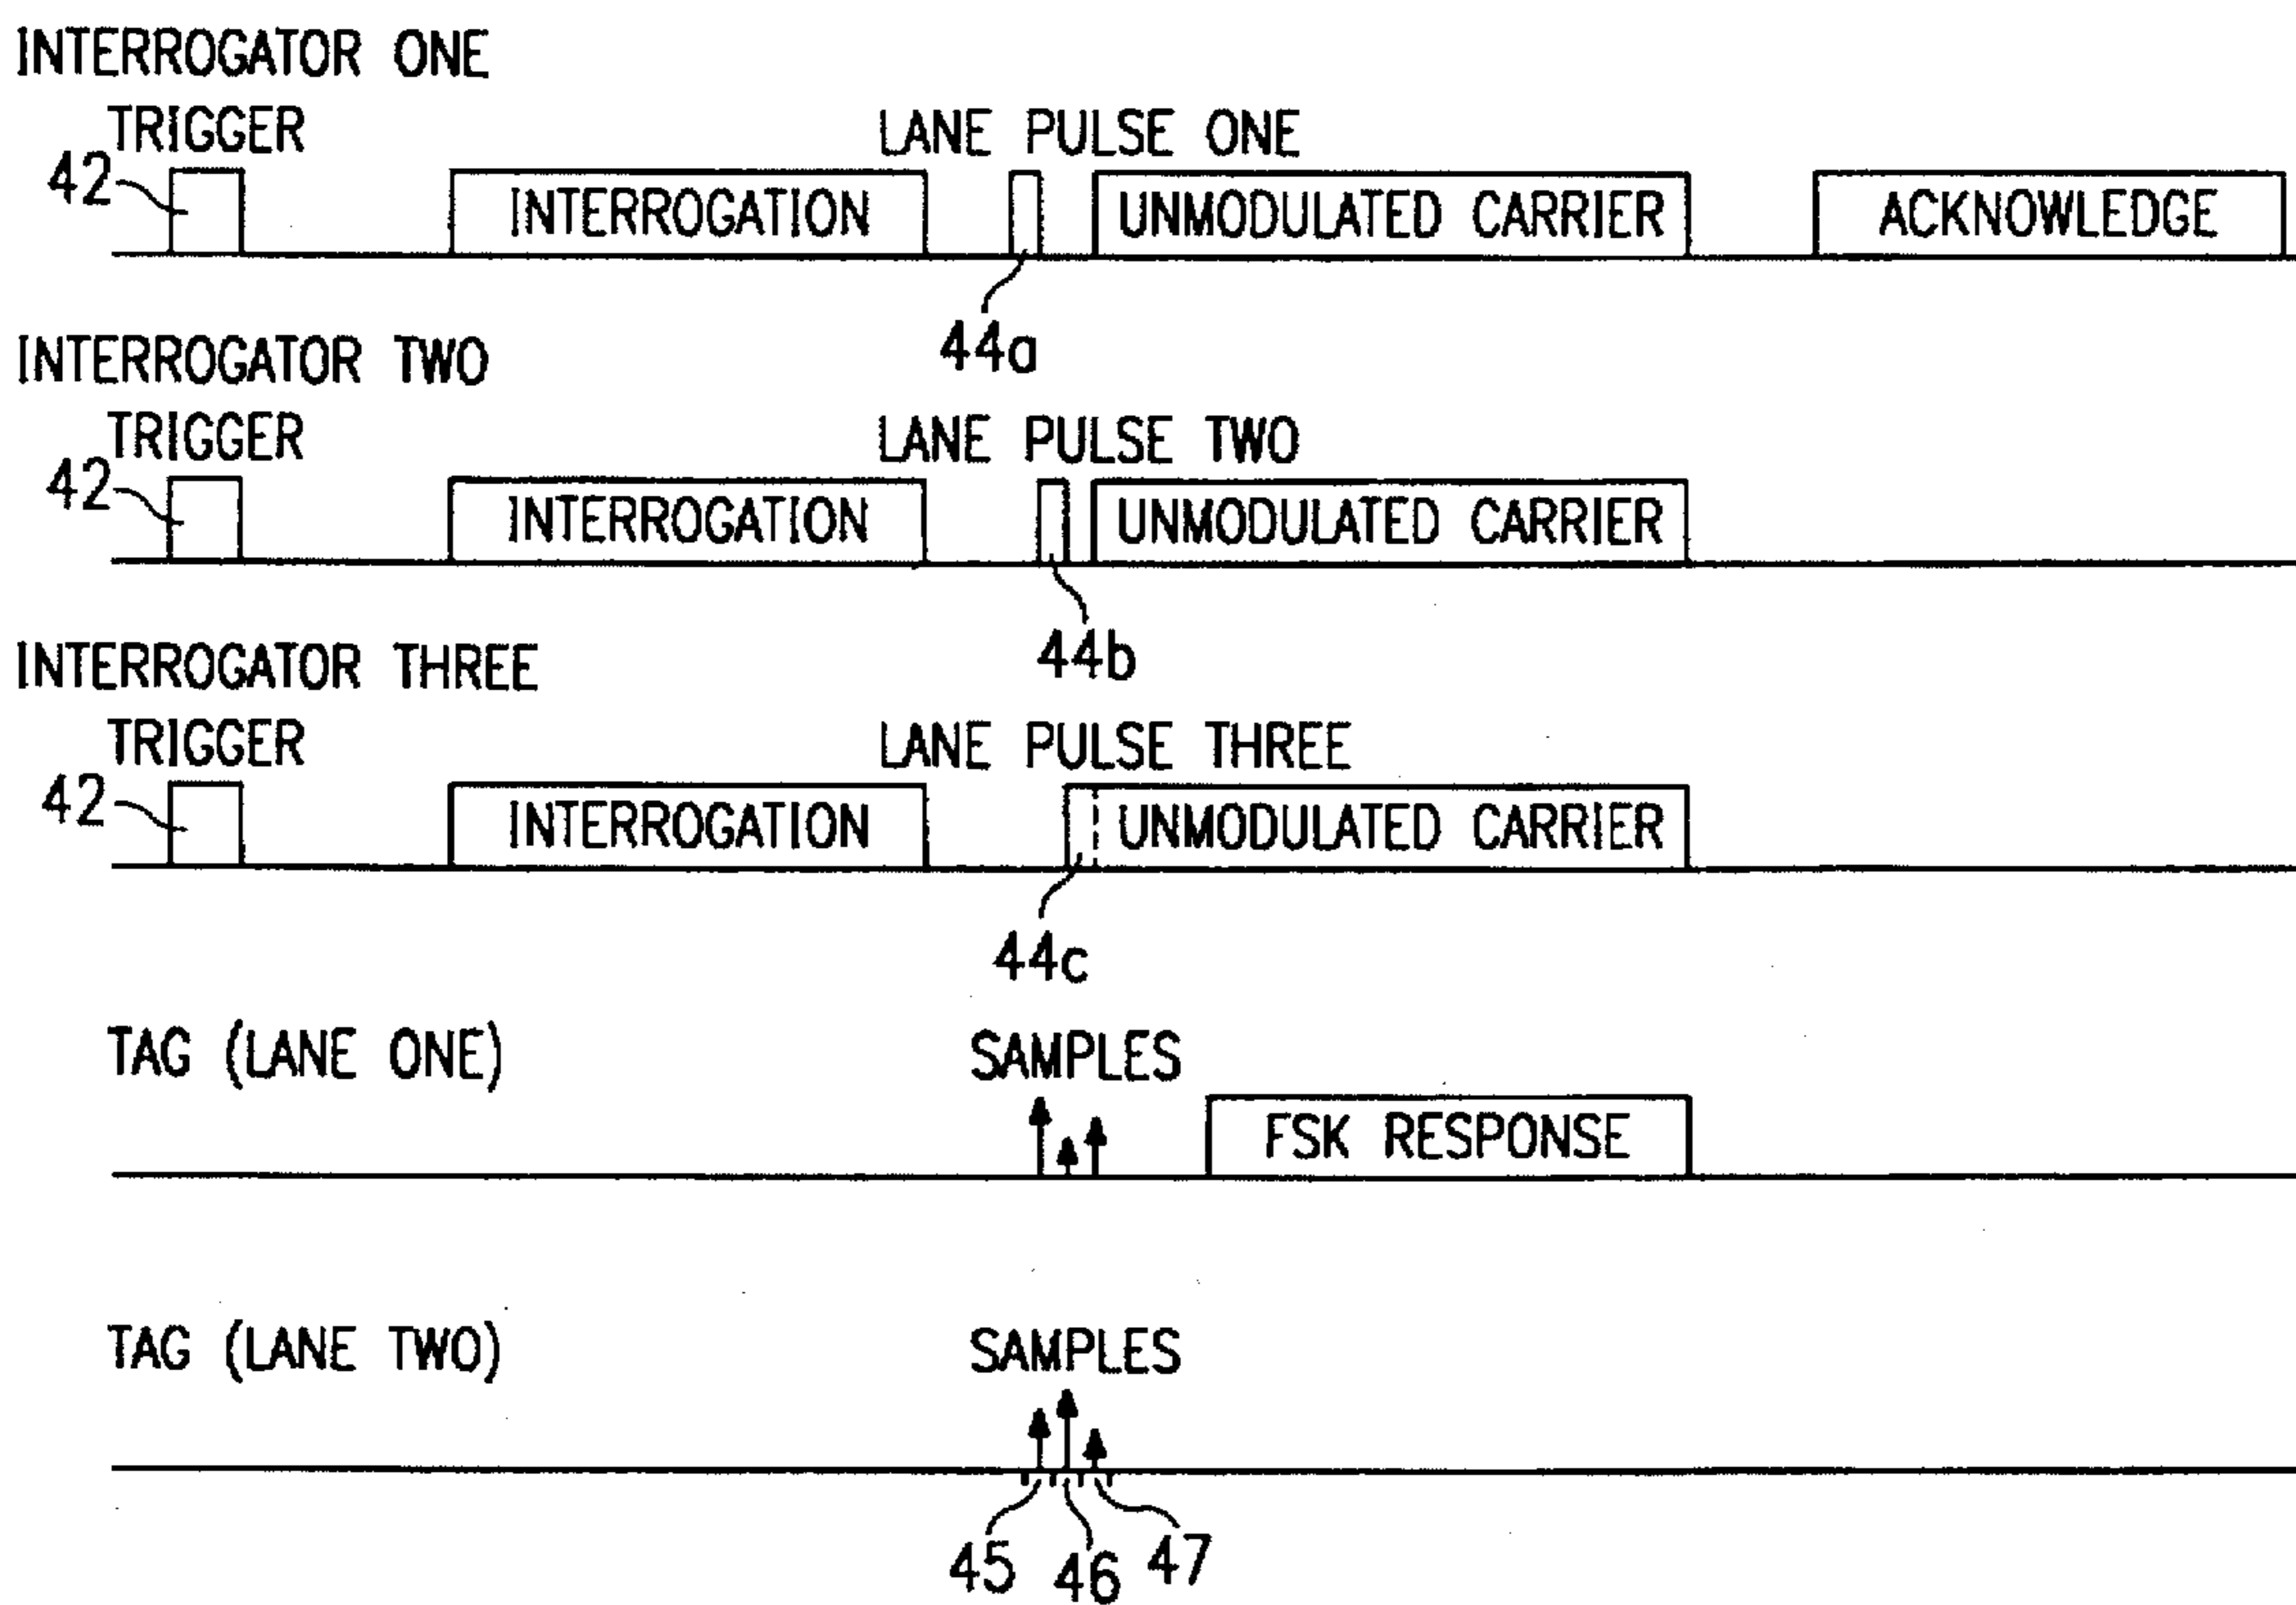 INTERROGATOR ONE
TRIGGER
LANE PULSE ONE
42
INTERROGATION
UNMODULATED CARRIER
ACKNOWLEDGE
44a
INTERROGATOR TWO
TRIGGER
LANE PULSE TWO
42
INTERROGATION
UNMODULATED CARRIER
44b
INTERROGATOR THREE
TRIGGER
LANE PULSE THREE
42
INTERROGATION
UNMODULATED CARRIER
44c
TAG (LANE ONE)
SAMPLES
FSK RESPONSE
TAG (LANE TWO)
SAMPLES
45
46
47